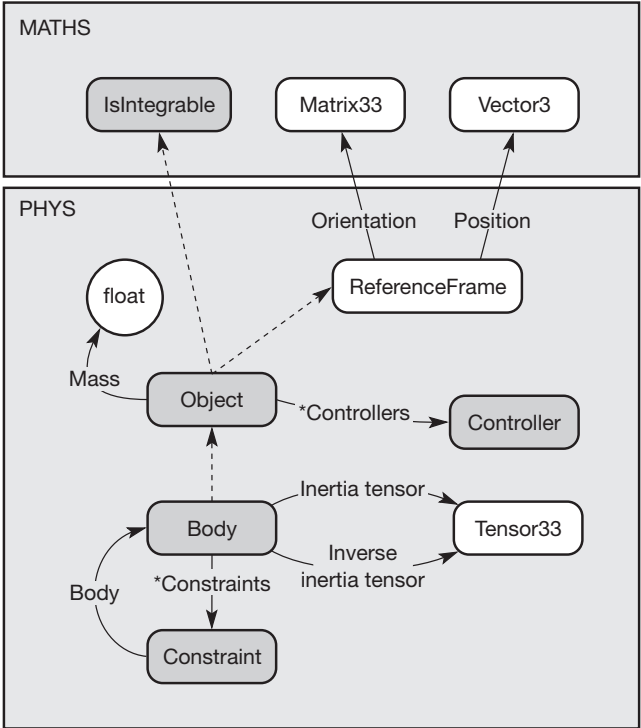 MATHS
IsIntegrable
Matrix33
Vector3
PHYS
Orientation
Position
float
ReferenceFrame
Mass
Object
*Controllers
Controller
Inertia tensor
Body
Tensor33
Inverse
inertia tensor
*Constraints
Body
Constraint